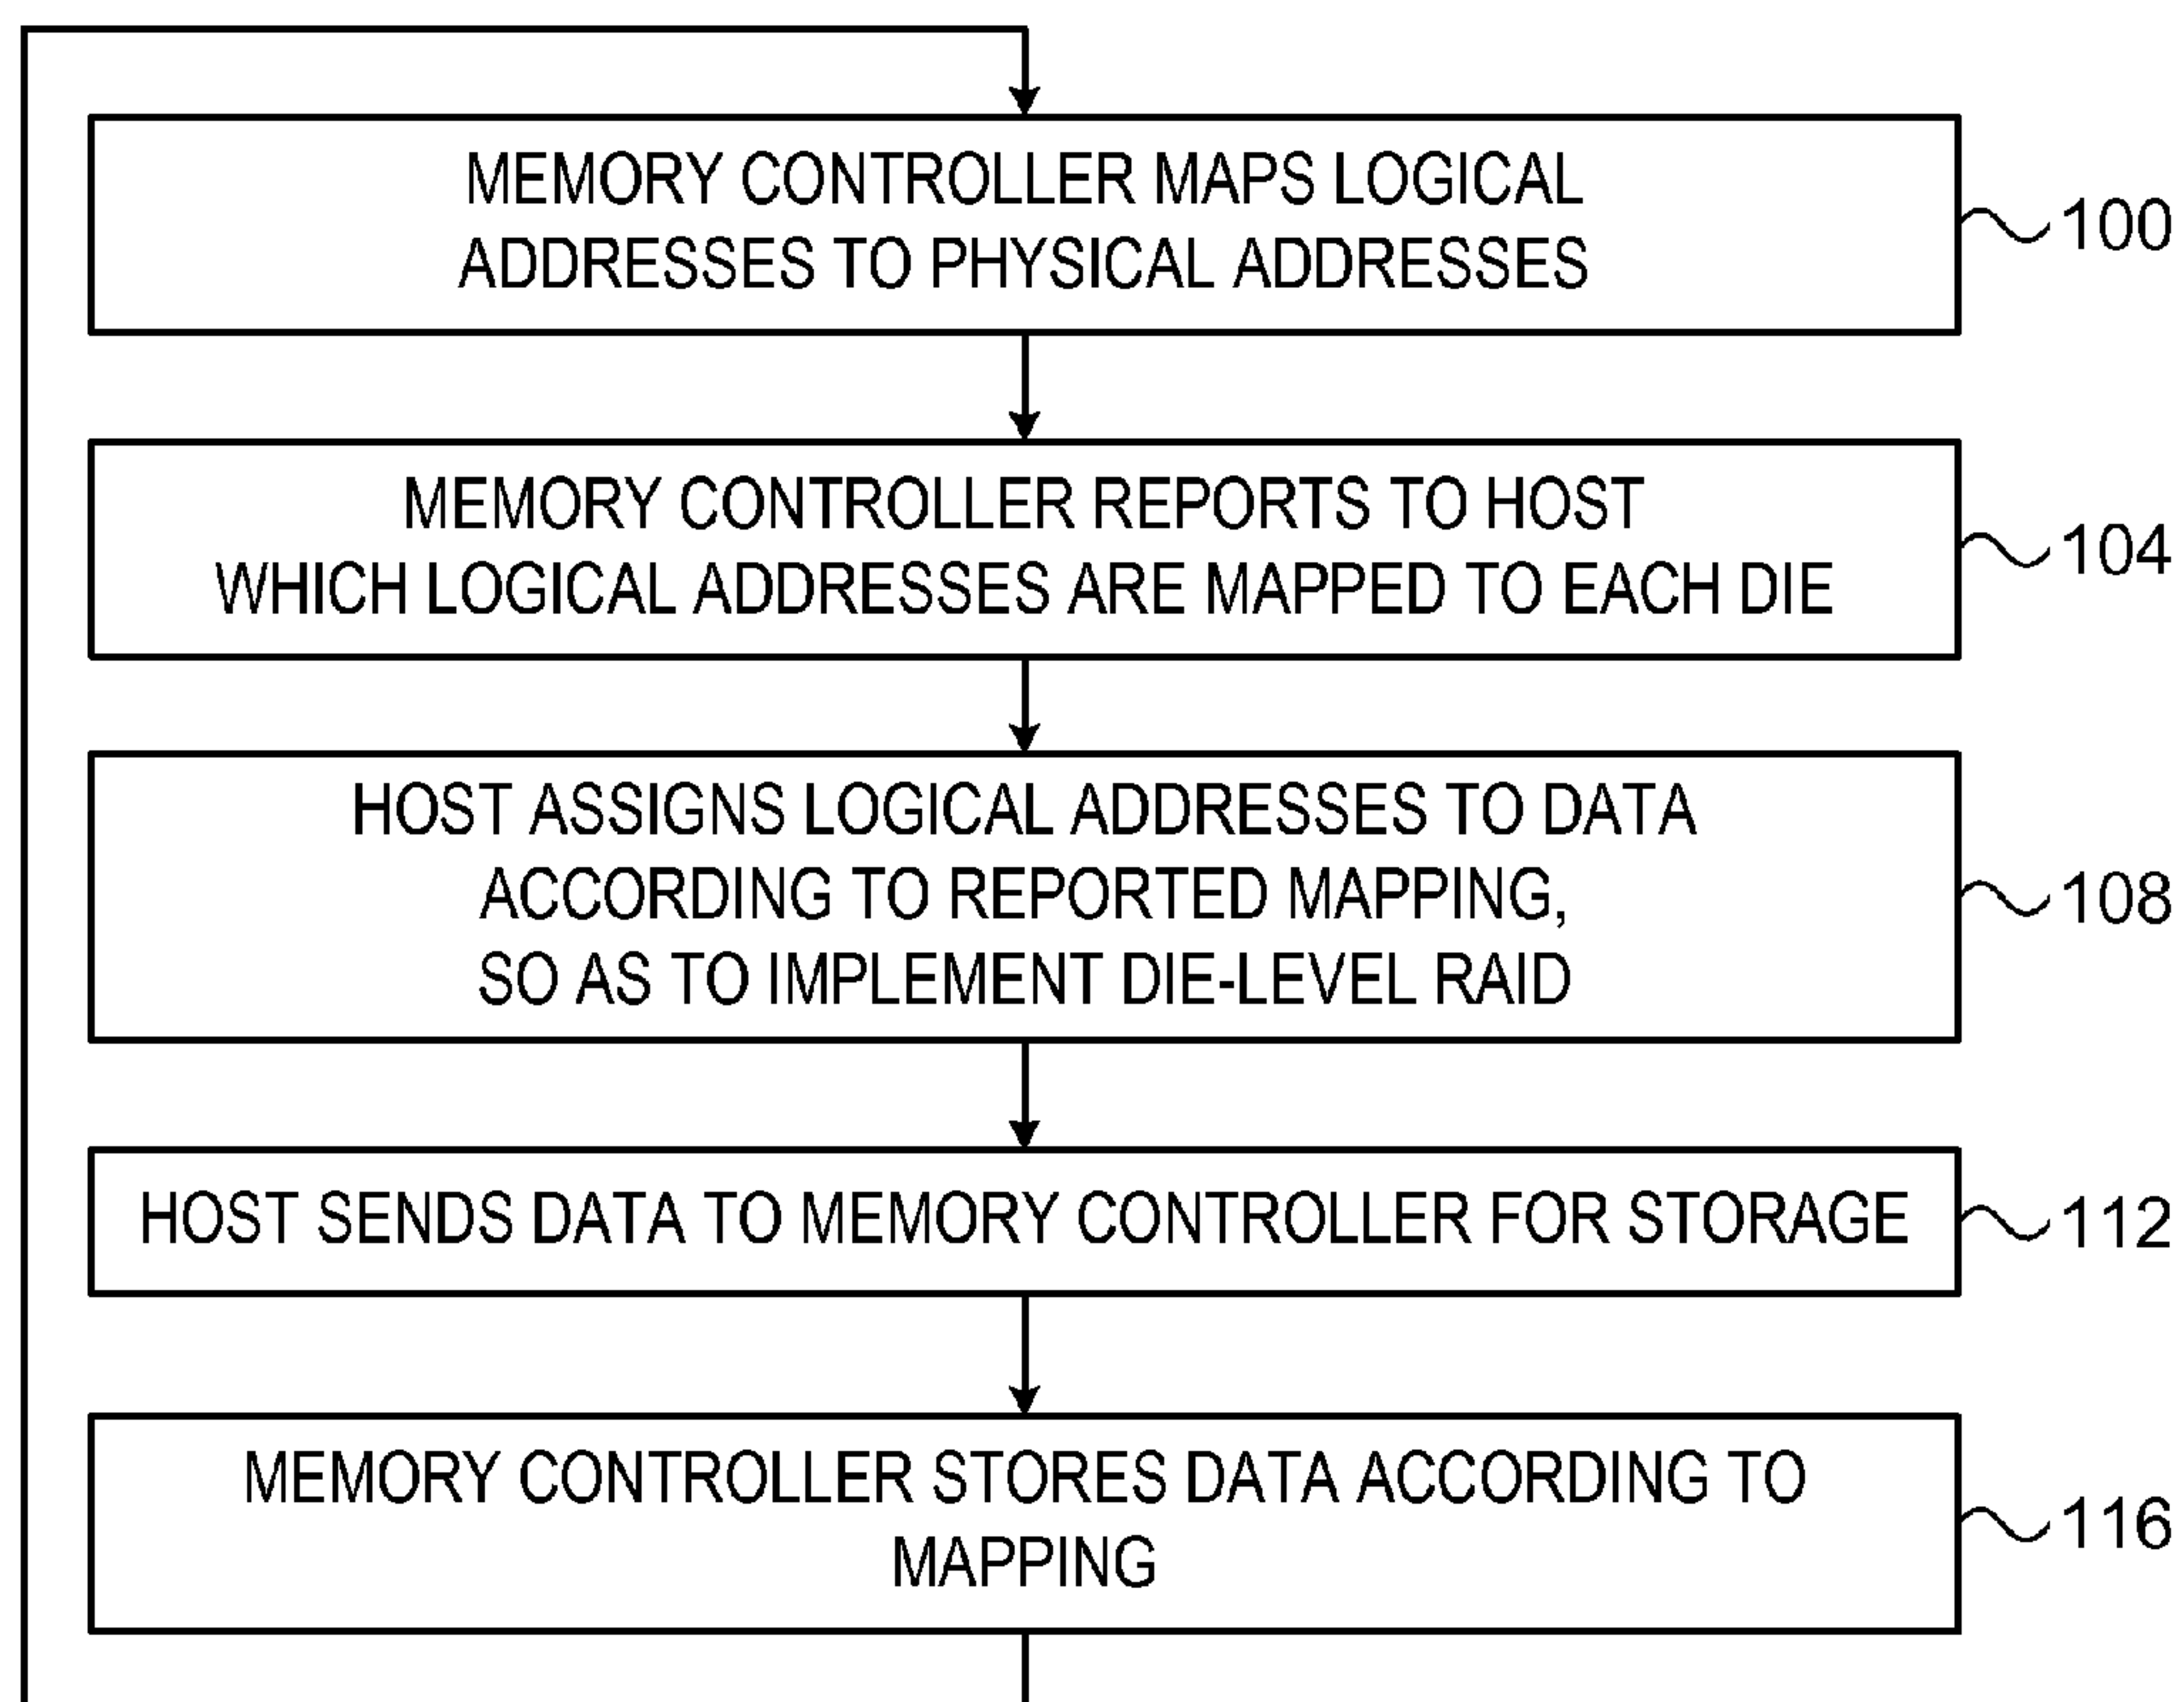 MEMORY CONTROLLER MAPS LOGICAL
ADDRESSES TO PHYSICAL ADDRESSES
100
MEMORY CONTROLLER REPORTS TO HOST
WHICH LOGICAL ADDRESSES ARE MAPPED TO EACH DIE
104
HOST ASSIGNS LOGICAL ADDRESSES TO DATA
ACCORDING TO REPORTED MAPPING,
SO AS TO IMPLEMENT DIE-LEVEL RAID
108
HOST SENDS DATA TO MEMORY CONTROLLER FOR STORAGE
112
MEMORY CONTROLLER STORES DATA ACCORDING TO
MAPPING
116